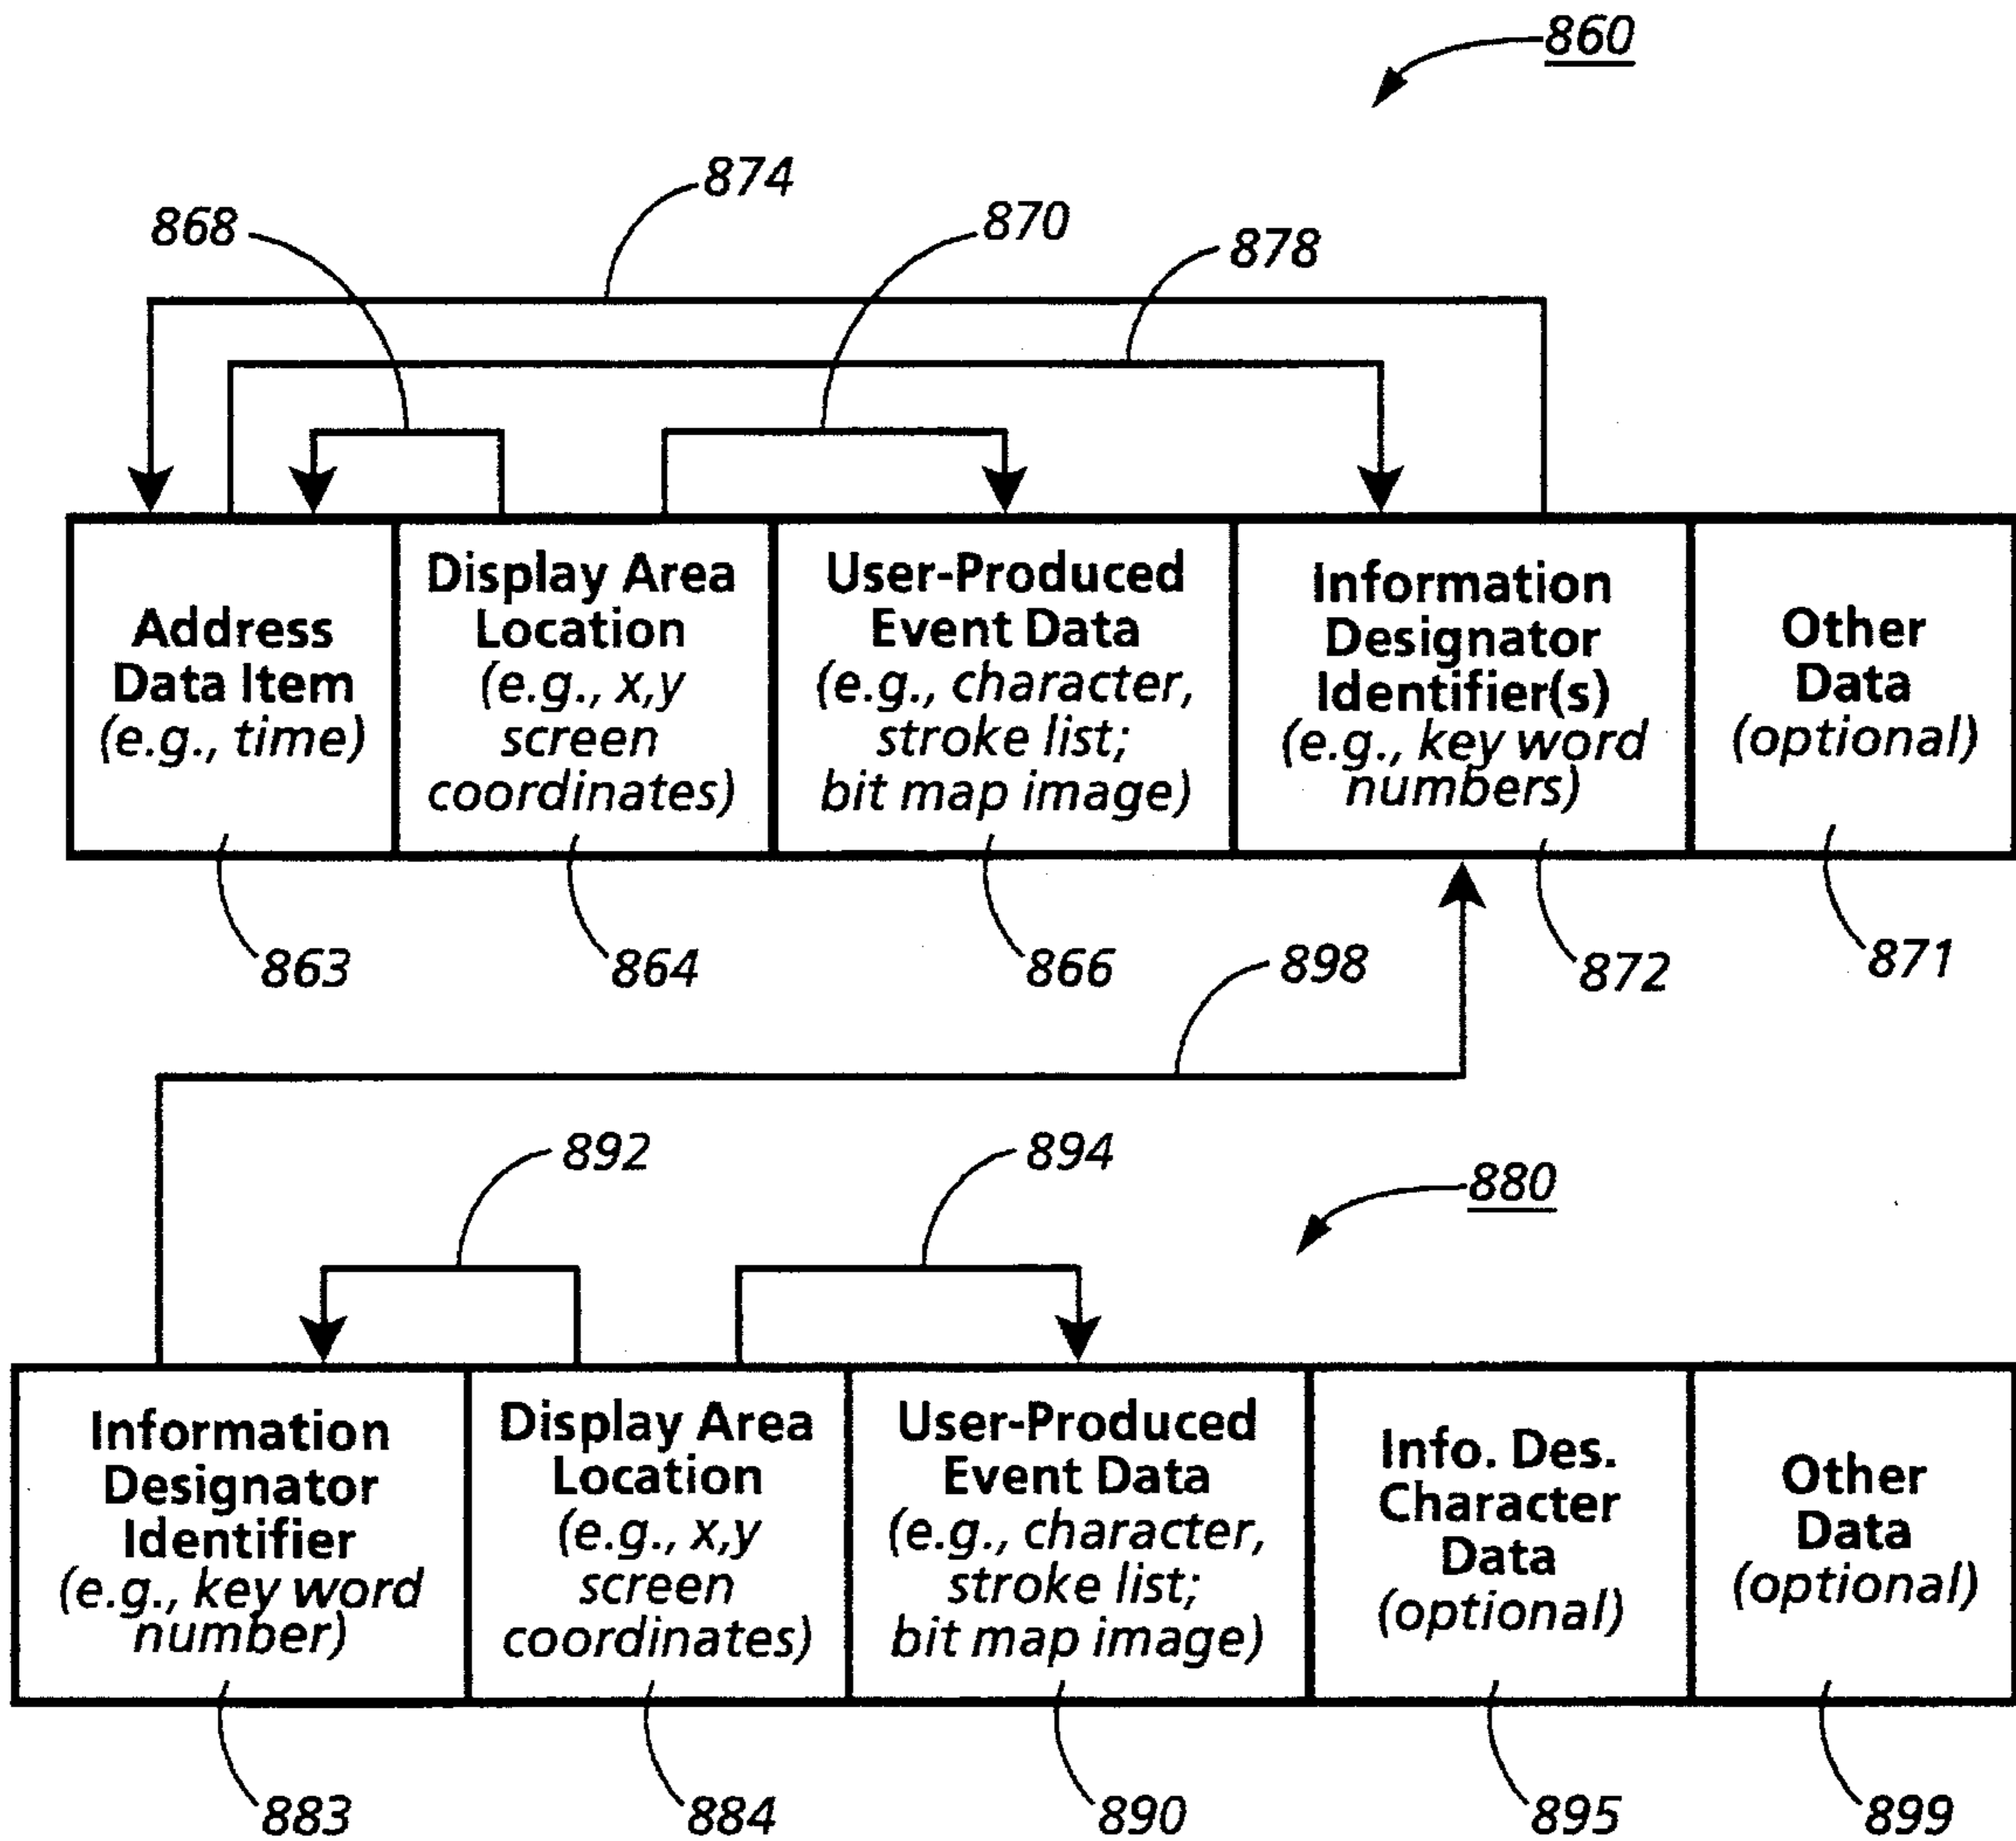 860
874
868
870
878
Address
Data Item
(e.g., time)
Display Area
Location
(e.g., x,y
screen
coordinates)
User-Produced
Event Data
(e.g., character,
stroke list;
bit map image)
Information
Designator
Identifier(s)
(e.g., key word
numbers)
Other
Data
(optional)
863
864
866
872
871
898
892
894
880
Information
Designator
Identifier
(e.g., key word
number)
Display Area
Location
(e.g., x,y
screen
coordinates)
User-Produced
Event Data
(e.g., character,
stroke list;
bit map image)
Info. Des.
Character
Data
(optional)
Other
Data
(optional)
883
884
890
895
899